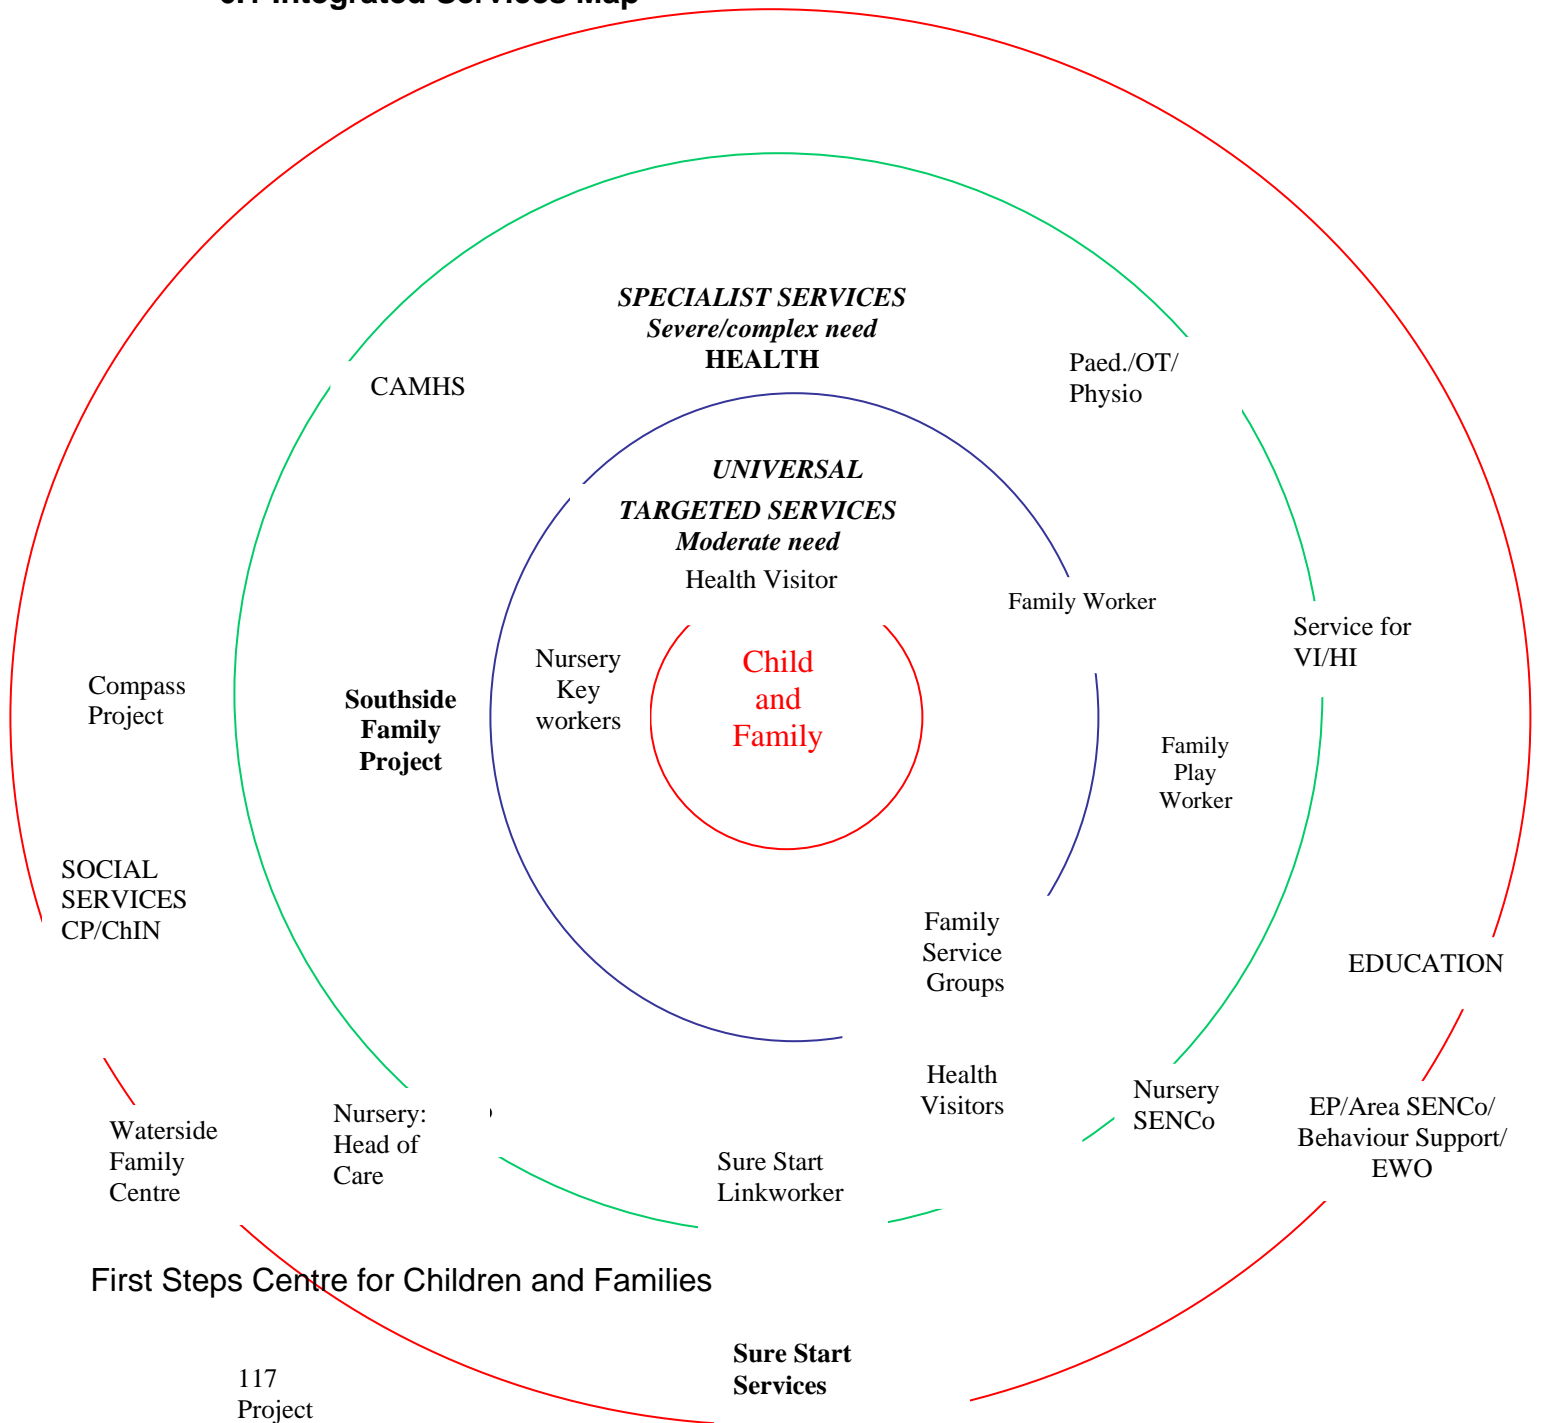 Integrated Services Map
SPECIALIST SERVICES
Severe/complex need
HEALTH
CAMHS
Paed./OT/
Physio
UNIVERSAL
TARGETED SERVICES
Moderate need
Health Visitor
Family Worker
Service for
VI/HI
Nursery
Key
workers
Child
and
Family
Compass
Project
Southside
Family
Project
Family
Play
Worker
SOCIAL
SERVICES
CP/ChIN
Family
Service
Groups
EDUCATION
Health
Visitors
Nursery
SENCo
EP/Area SENCo/
Behaviour Support/
EWO
Nursery:
Head of
Care
Waterside
Family
Centre
Sure Start
Linkworker
First Steps Centre for Children and Families
Sure Start
Services
117
Project